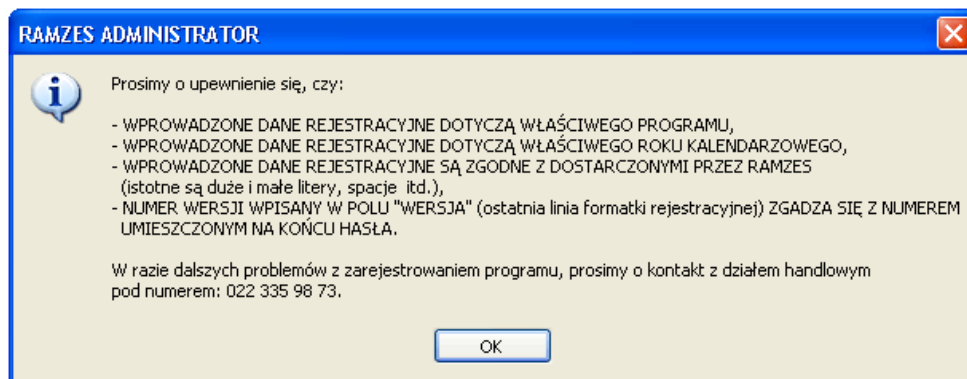 RAMZES ADMINISTRATOR
Prosimy o upewnienie się, czy:
- WPROWADZONE DANE REJESTRACYJNE DOTYCZĄ WŁAŚCIWEGO PROGRAMU,
- WPROWADZONE DANE REJESTRACYJNE DOTYCZĄ WŁAŚCIWEGO ROKU KALENDARZOWEGO,
- WPROWADZONE DANE REJESTRACYJNE SĄ ZGODNE Z DOSTARCZONYMI PRZEZ RAMZES
(istotne są duże i małe litery, spacje itd.),
- NUMER WERSJI WPISANY W POLU "WERSJA" (ostatnia linia formatki rejestracyjnej) ZGADZA SIĘ Z NUMEREM
UMIESZCZONYM NA KOŃCU HASŁA.
W razie dalszych problemów z zarejestrowaniem programu, prosimy o kontakt z działem handlowym
pod numerem: 022 335 98 73.
OK